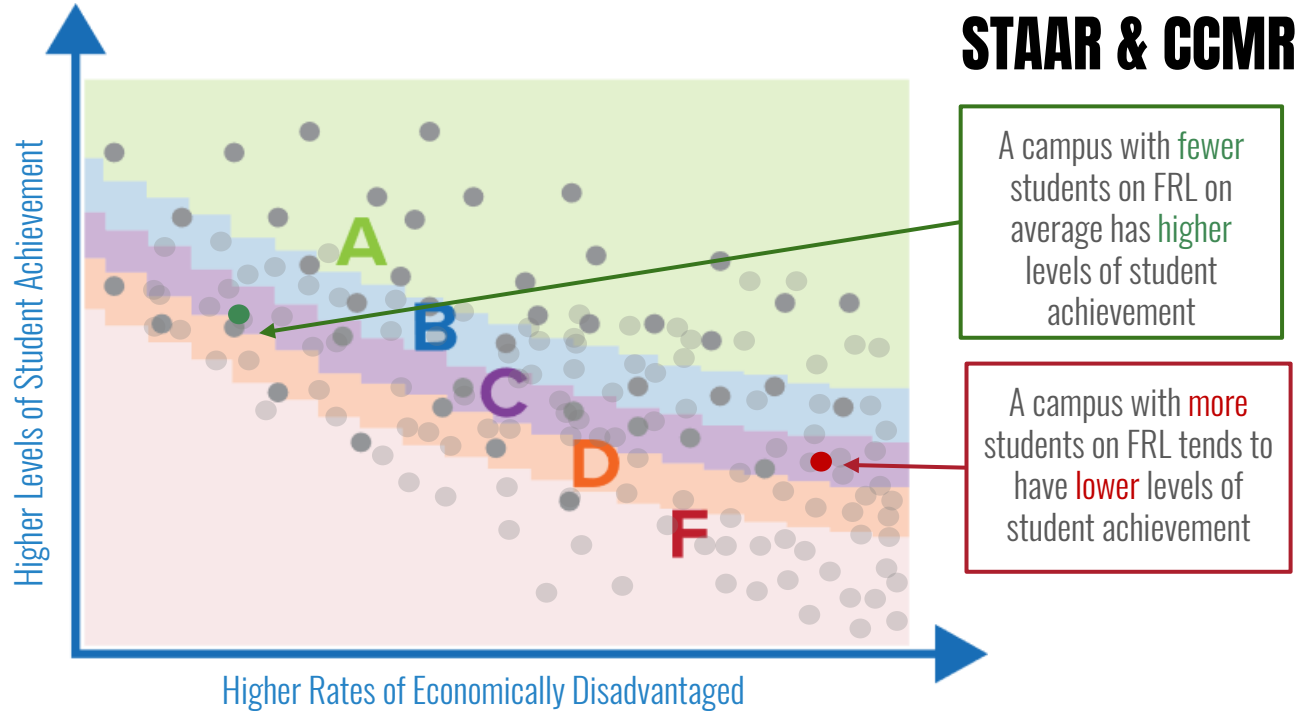 STAAR & CCMR
Higher Levels of Student Achievement
A
B
C
D
F
A campus with fewer
students on FRL on
average has higher
levels of student
achievement
A campus with more
students on FRL tends to
have lower levels of
student achievement
Higher Rates of Economically Disadvantaged